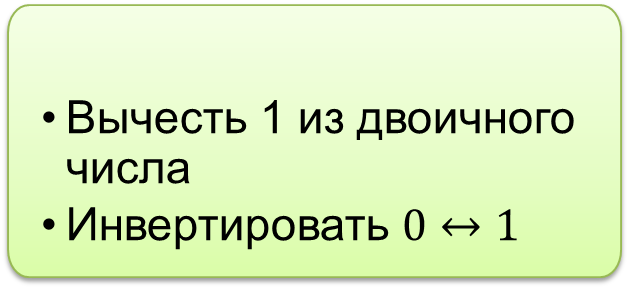 • Вычесть 1 из двоичного
числа
• Инвертировать 0 ↔ 1